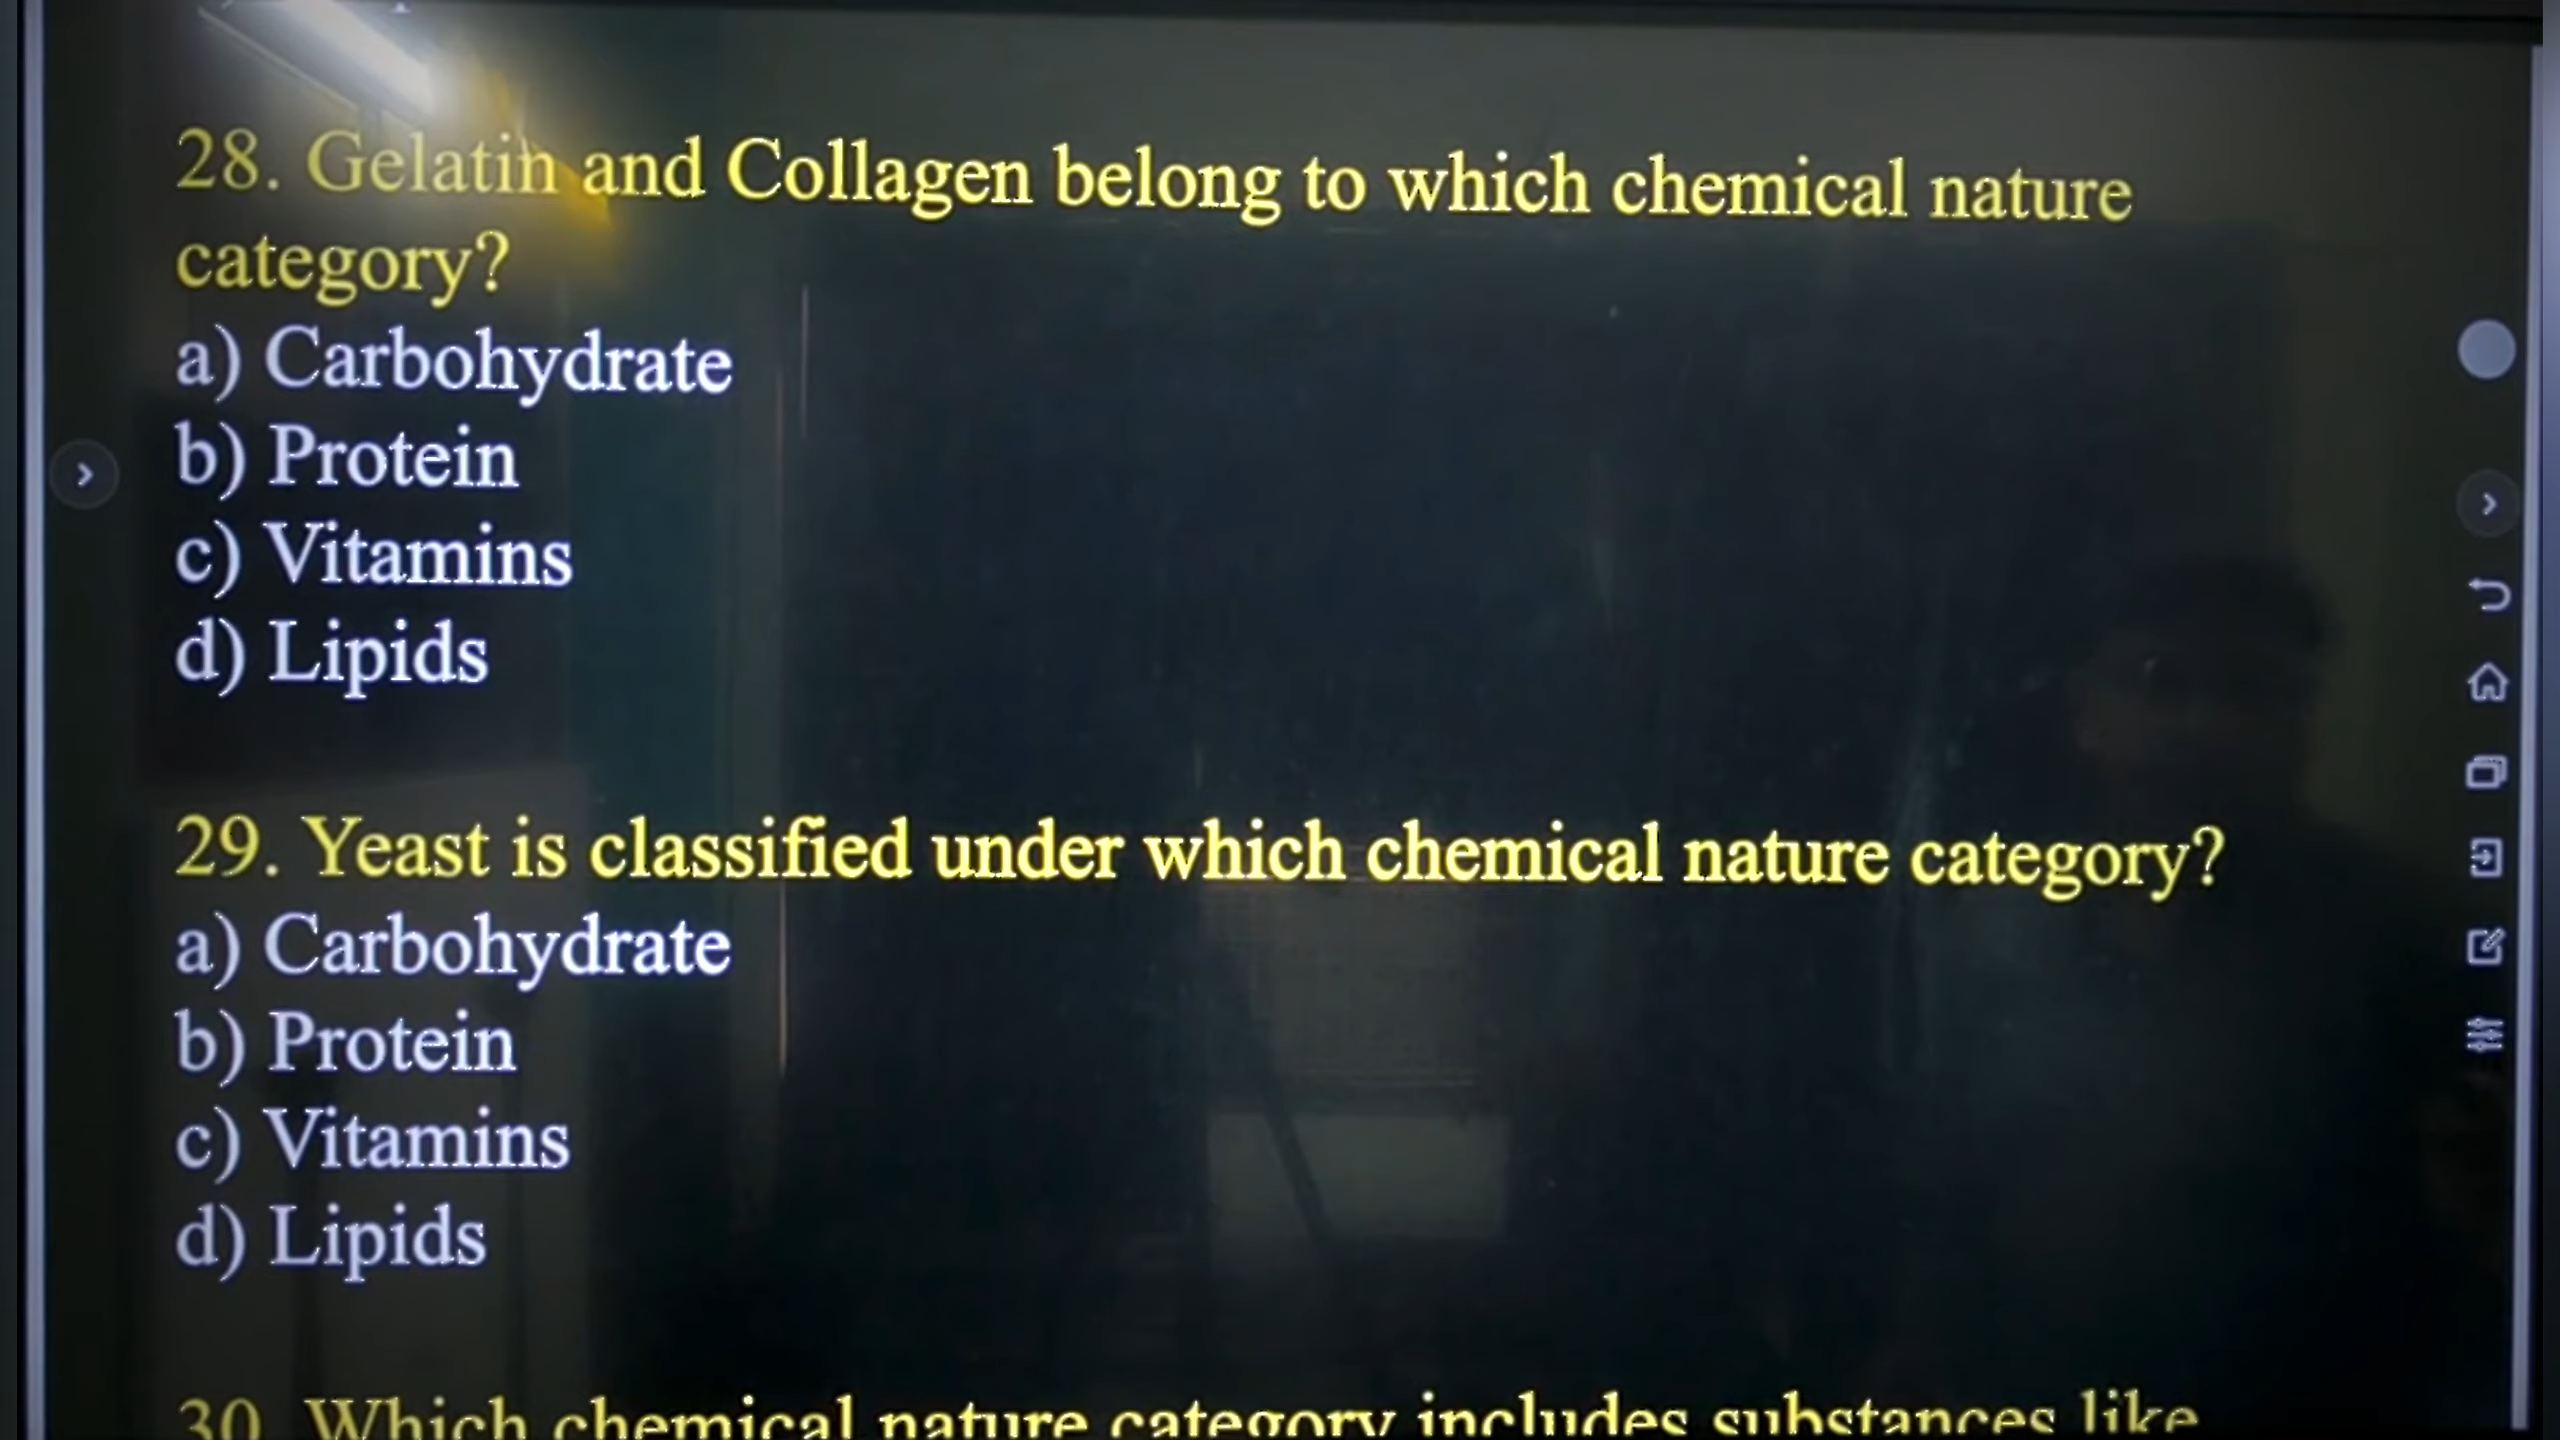 28. Gelatin and Collagen belong to which chemical nature
category?
a) Carbohydrate
b) Protein
c) Vitamins
d) Lipids
29. Yeast is classified under which chemical nature category?
a) Carbohydrate
b) Protein
c) Vitamins
d) Lipids
30. Which chemical nature category includes substances like